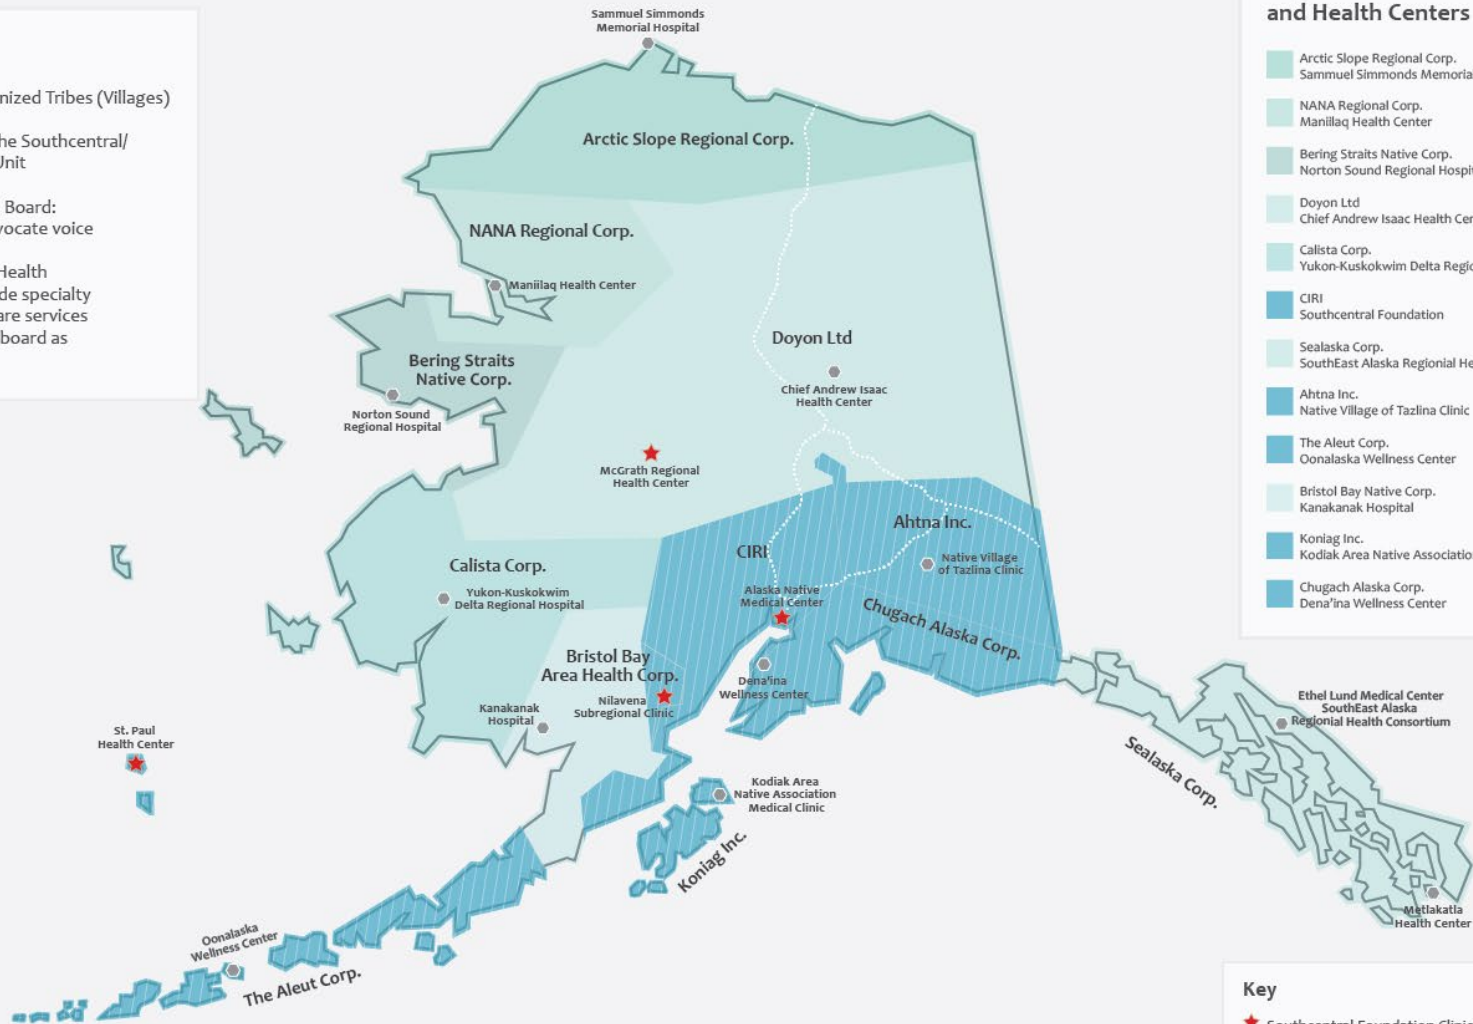 nized Tribes (Villages)
he Southcentral/
Unit
Board:
vocate voice
Health
de specialty
are services
board as
Sammuel Simmonds
Memorial Hospital
Arctic Slope Regional Corp.
NANA Regional Corp.
Maniilaq Health Center
Bering Straits
Native Corp.
Norton Sound
Regional Hospital
Doyon Ltd
Chief Andrew Isaac
Health Center
McGrath Regional
Health Center
Ahtna Inc.
CIRI
Native Village
of Tazlina Clinic
Calista Corp.
Yukon-Kuskokwim
Delta Regional Hospital
Alaska Native
Medical Center
Chugach Alaska Corp.
Bristol Bay
Area Health Corp.
Nilavena
Subregional Clinic
Dena'ina
Wellness Center
Kanakanak
Hospital
St. Paul
Health Center
Kodiak Area
Native Association
Medical Clinic
Koniag Inc.
Oonalaska
Wellness Center
The Aleut Corp.
Sealaska Corp.
Ethel Lund Medical Center
SouthEast Alaska
Regionial Health Consortium
Metlakatla
Health Center
and Health Centers
Arctic Slope Regional Corp.
Sammuel Simmonds Memoria
NANA Regional Corp.
Maniilaq Health Center
Bering Straits Native Corp.
Norton Sound Regional Hospi
Doyon Ltd
Chief Andrew Isaac Health Cen
Calista Corp.
Yukon-Kuskokwim Delta Regio
CIRI
Southcentral Foundation
Sealaska Corp.
SouthEast Alaska Regionial He
Ahtna Inc.
Native Village of Tazlina Clinic
The Aleut Corp.
Oonalaska Wellness Center
Bristol Bay Native Corp.
Kanakanak Hospital
Koniag Inc.
Kodiak Area Native Associatio
Chugach Alaska Corp.
Dena'ina Wellness Center
Key
Southcentral Foundation Clinic